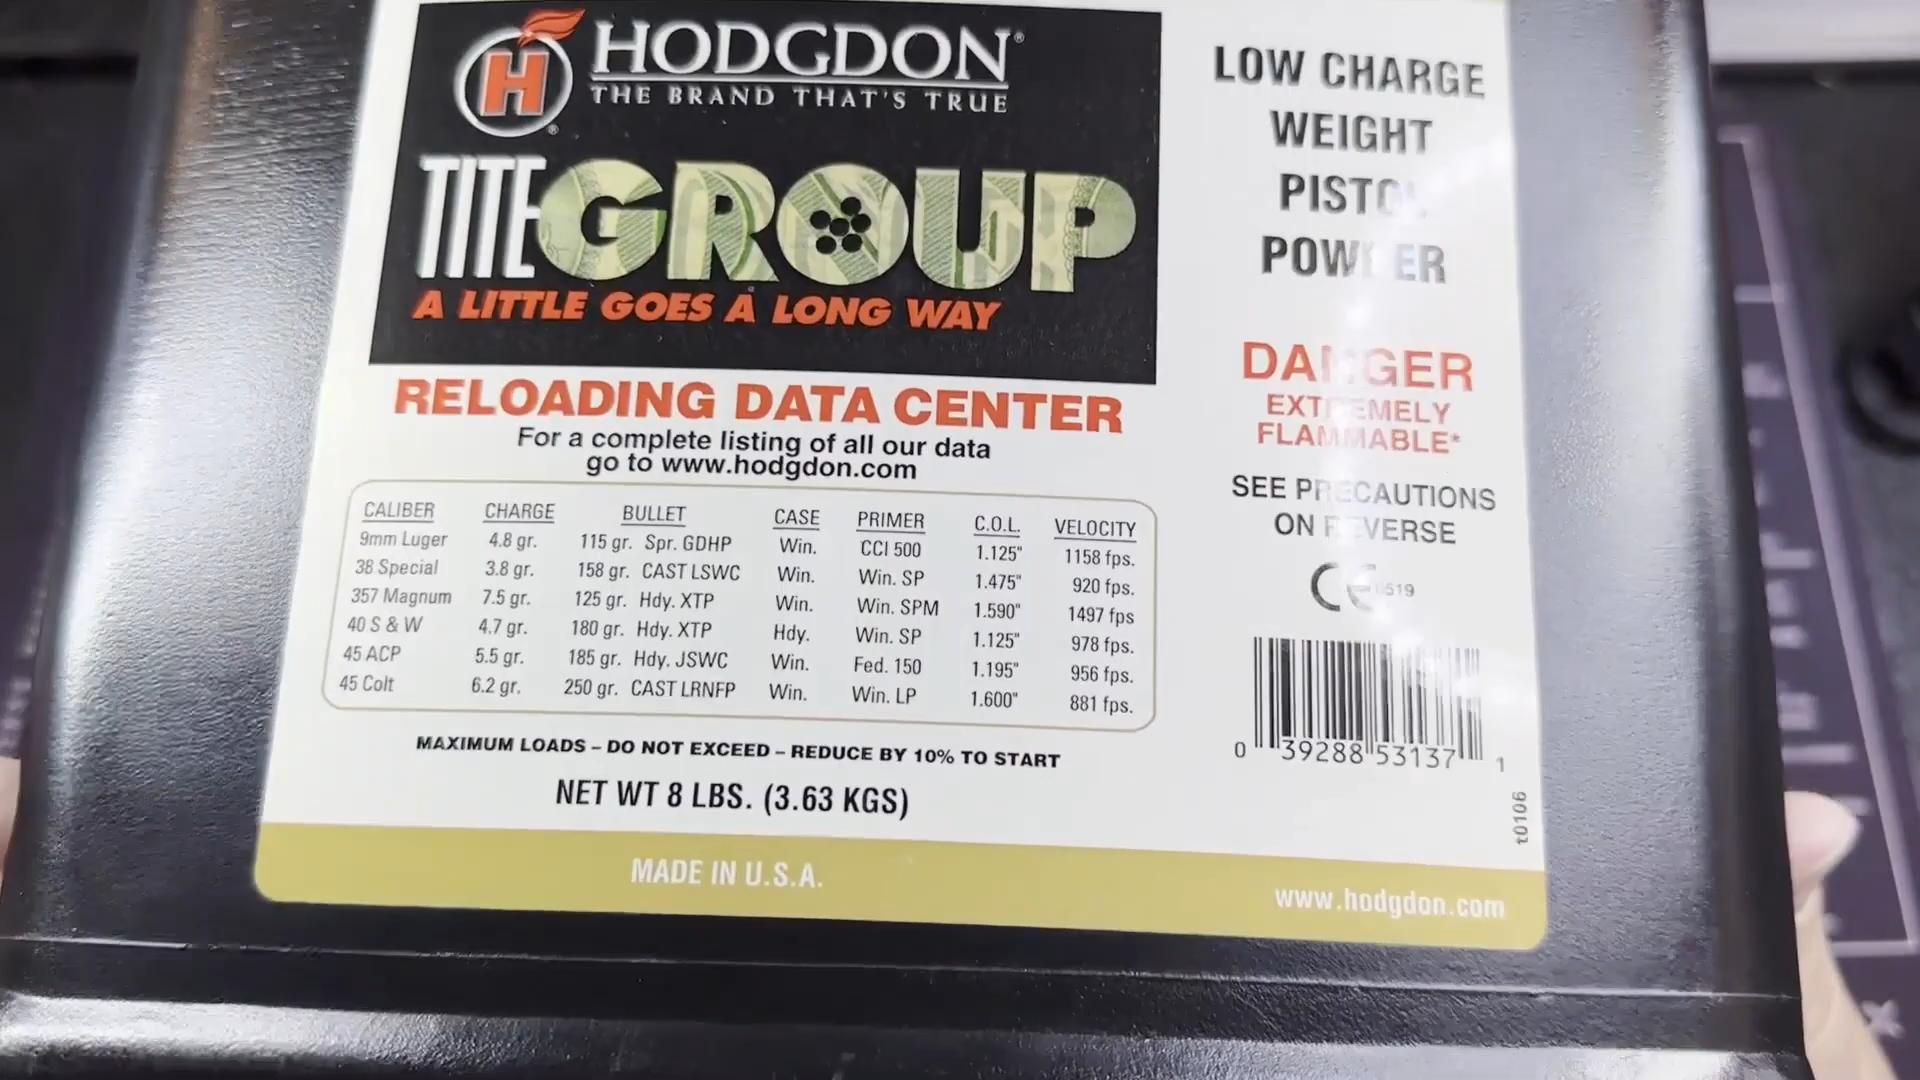 H HODGDON®
THE BRAND THAT'S TRUE
TITEGROUP
A LITTLE GOES A LONG WAY
RELOADING DATA CENTER
For a complete listing of all our data
go to www.hodgdon.com
CALIBER CHARGE BULLET CASE PRIMER C.O.L. VELOCITY
9mm Luger 4.8 gr. 115 gr. Spr. GDHP Win. CCI 500 1.125" 1158 fps.
38 Special 3.8 gr. 158 gr. CAST LSWC Win. Win. SP 1.475" 920 fps.
357 Magnum 7.5 gr. 125 gr. Hdy. XTP Win. Win. SPM 1.590" 1497 fps
40 S & W 4.7 gr. 180 gr. Hdy. XTP Hdy. Win. SP 1.125" 978 fps.
45 ACP 5.5 gr. 185 gr. Hdy. JSWC Win. Fed. 150 1.195" 956 fps.
45 Colt 6.2 gr. 250 gr. CAST LRNFP Win. Win. LP 1.600" 881 fps.
MAXIMUM LOADS – DO NOT EXCEED – REDUCE BY 10% TO START
NET WT 8 LBS. (3.63 KGS)
MADE IN U.S.A.
LOW CHARGE
WEIGHT
PISTOL
POWDER
DANGER
EXTREMELY
FLAMMABLE*
SEE PRECAUTIONS
ON REVERSE
CE 0519
0 39288 53137 1
t0106
www.hodgdon.com